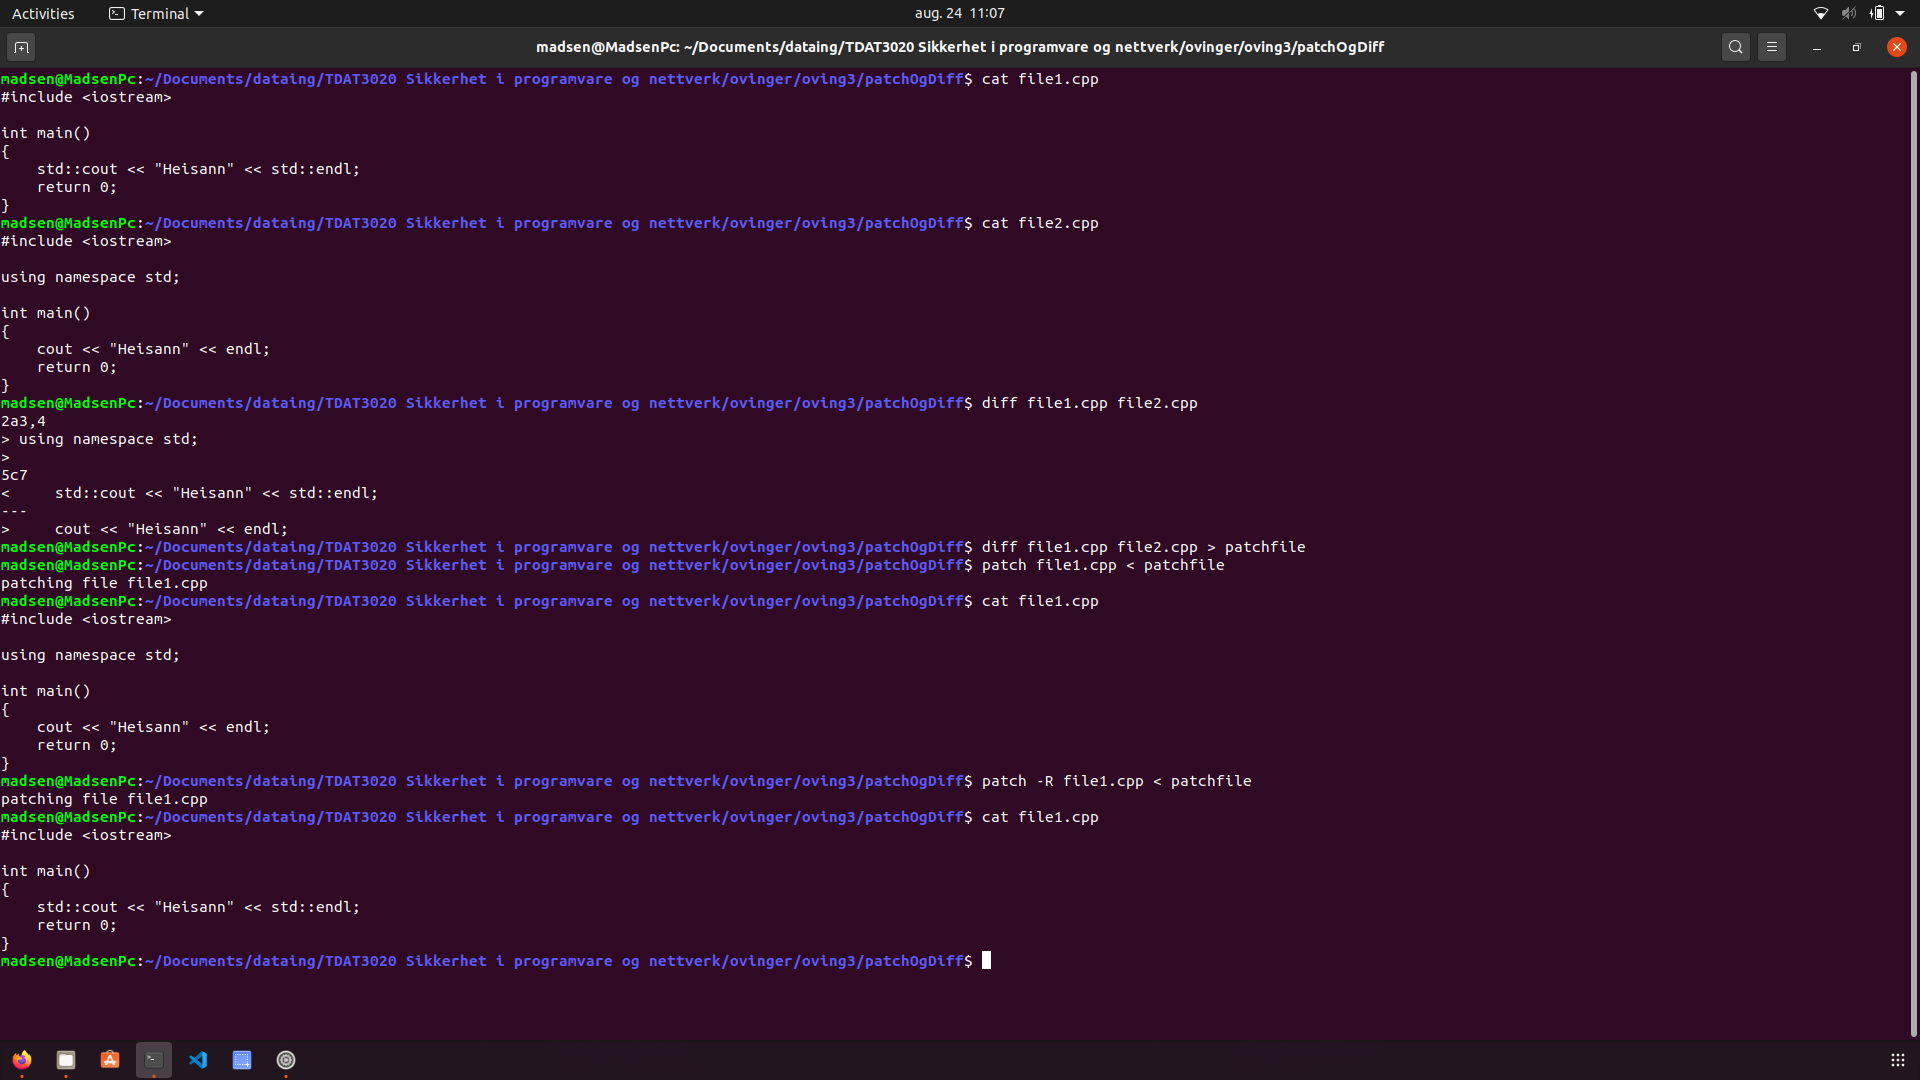 Activities
Terminal
aug. 24 11:07
madsen@MadsenPc: ~/Documents/dataing/TDAT3020 Sikkerhet i programvare og nettverk/ovinger/oving3/patchOgDiff
madsen@MadsenPc:~/Documents/dataing/TDAT3020 Sikkerhet i programvare og nettverk/ovinger/oving3/patchOgDiff$ cat file1.cpp
#include <iostream>
int main()
{
    std::cout << "Heisann" << std::endl;
    return 0;
}
madsen@MadsenPc:~/Documents/dataing/TDAT3020 Sikkerhet i programvare og nettverk/ovinger/oving3/patchOgDiff$ cat file2.cpp
#include <iostream>
using namespace std;
int main()
{
    cout << "Heisann" << endl;
    return 0;
}
madsen@MadsenPc:~/Documents/dataing/TDAT3020 Sikkerhet i programvare og nettverk/ovinger/oving3/patchOgDiff$ diff file1.cpp file2.cpp
2a3,4
> using namespace std;
>
5c7
<     std::cout << "Heisann" << std::endl;
---
>     cout << "Heisann" << endl;
madsen@MadsenPc:~/Documents/dataing/TDAT3020 Sikkerhet i programvare og nettverk/ovinger/oving3/patchOgDiff$ diff file1.cpp file2.cpp > patchfile
madsen@MadsenPc:~/Documents/dataing/TDAT3020 Sikkerhet i programvare og nettverk/ovinger/oving3/patchOgDiff$ patch file1.cpp < patchfile
patching file file1.cpp
madsen@MadsenPc:~/Documents/dataing/TDAT3020 Sikkerhet i programvare og nettverk/ovinger/oving3/patchOgDiff$ cat file1.cpp
#include <iostream>
using namespace std;
int main()
{
    cout << "Heisann" << endl;
    return 0;
}
madsen@MadsenPc:~/Documents/dataing/TDAT3020 Sikkerhet i programvare og nettverk/ovinger/oving3/patchOgDiff$ patch -R file1.cpp < patchfile
patching file file1.cpp
madsen@MadsenPc:~/Documents/dataing/TDAT3020 Sikkerhet i programvare og nettverk/ovinger/oving3/patchOgDiff$ cat file1.cpp
#include <iostream>
int main()
{
    std::cout << "Heisann" << std::endl;
    return 0;
}
madsen@MadsenPc:~/Documents/dataing/TDAT3020 Sikkerhet i programvare og nettverk/ovinger/oving3/patchOgDiff$